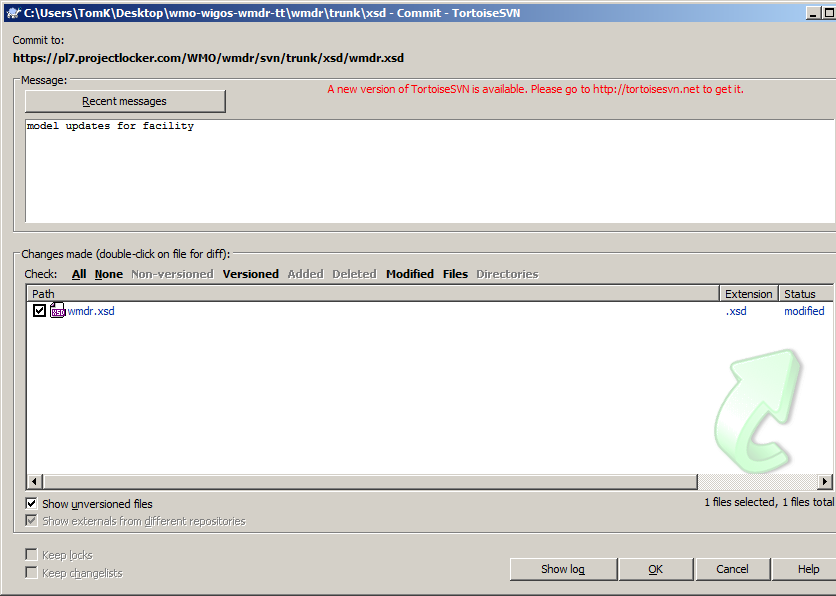 C:\Users\TomK\Desktop\wmo-wigos-wmdr-tt\wmdr\trunk\xsd - Commit - TortoiseSVN
Commit to:
https://pl7.projectlocker.com/WMO/wmdr/svn/trunk/xsd/wmdr.xsd
Message:
Recent messages
A new version of TortoiseSVN is available. Please go to http://tortoisesvn.net to get it.
model updates for facility
Changes made (double-click on file for diff):
Check: All None Non-versioned Versioned Added Deleted Modified Files Directories
Path Extension Status
XSD wmdr.xsd .xsd modified
Show unversioned files
1 files selected, 1 files total
Show externals from different repositories
Keep locks
Keep changelists
Show log OK Cancel Help